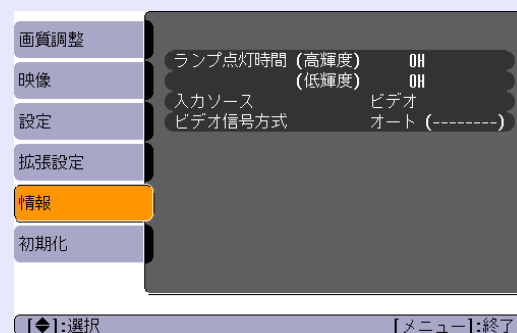 画質調整
映像
設定
拡張設定
情報
初期化
ランプ点灯時間 (高輝度) 0H
(低輝度) 0H
入力ソース ビデオ
ビデオ信号方式 オート (--------)
[◆]:選択 [メニュー]:終了